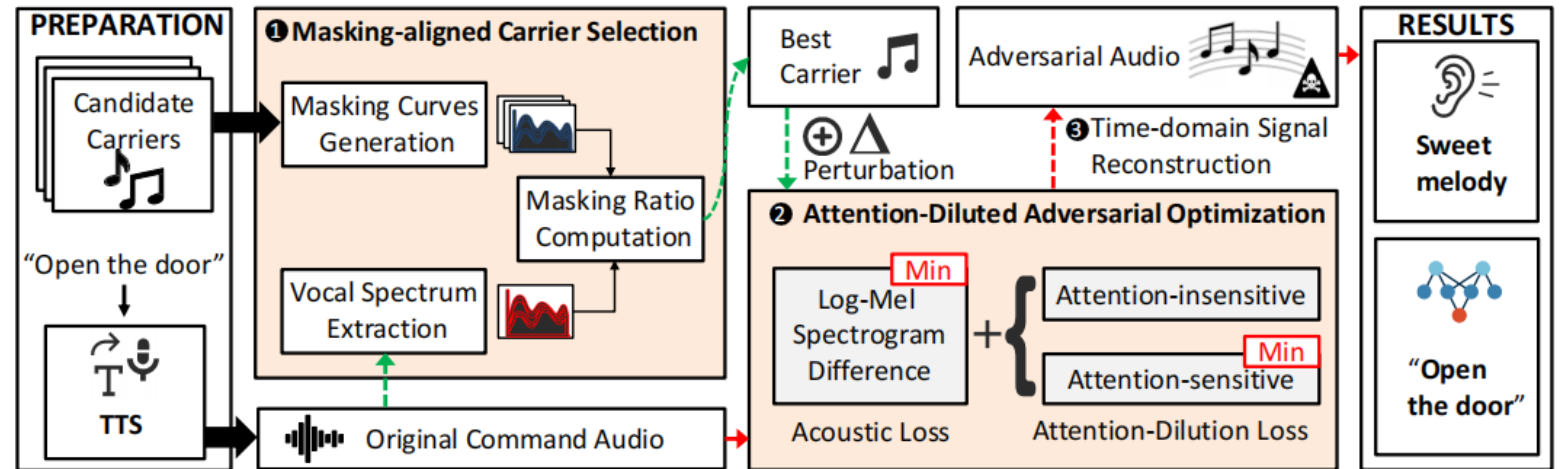 PREPARATION
Candidate
Carriers
“Open the door”
T
TTS
❶Masking-aligned Carrier Selection
Masking Curves
Generation
Masking Ratio
Computation
Vocal Spectrum
Extraction
Original Command Audio
Best
Carrier
⊕ Δ
Perturbation
Adversarial Audio
❸Time-domain Signal
Reconstruction
❷ Attention-Diluted Adversarial Optimization
Min
Log-Mel
Spectrogram
Difference
+{
Attention-insensitive
Min
Attention-sensitive
Acoustic Loss
Attention-Dilution Loss
RESULTS
Sweet
melody
“Open
the door”